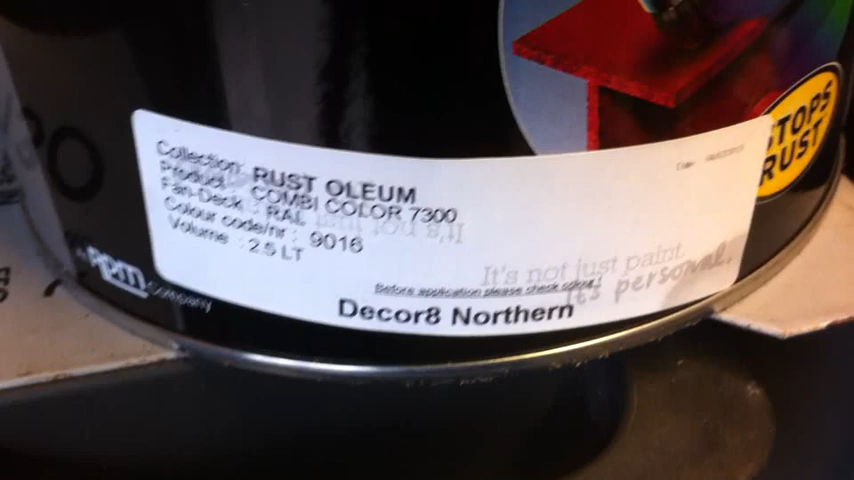 STOPS
RUST
Collection: RUST OLEUM
Product : COMBI COLOR 7300
Fan-Deck : RAL
Colour code/nr : 9016
Volume : 2.5 LT
It's not just paint.
It's personal.
Before application please check colour!
Decor8 Northern
rpm
company